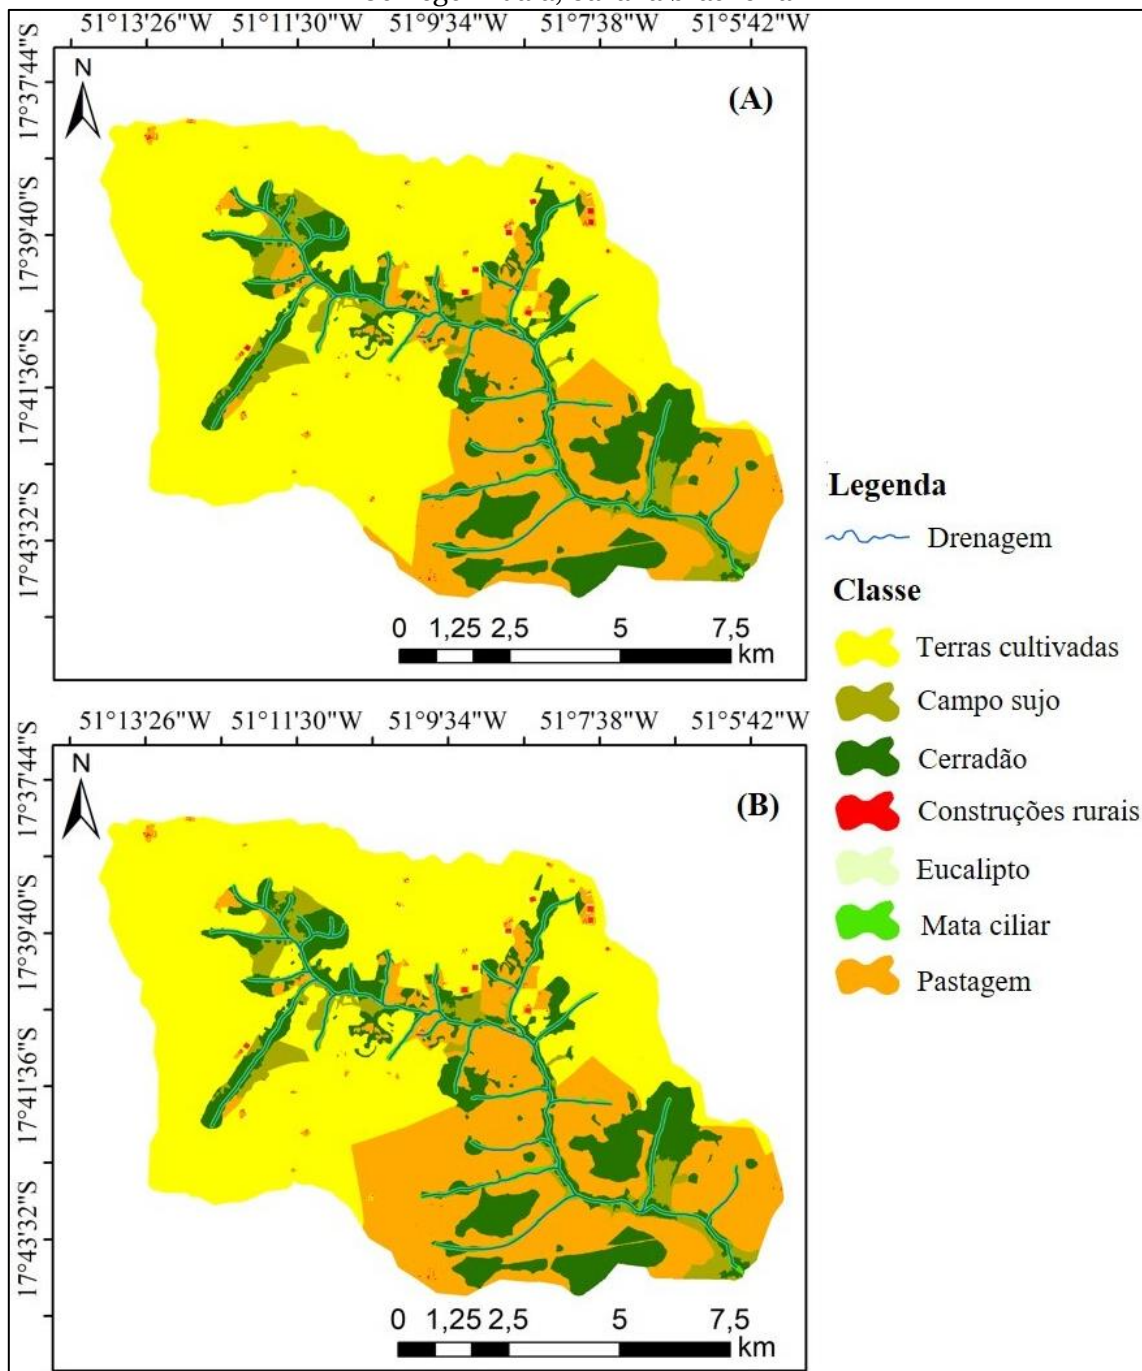 51°13'26"W 51°11'30"W 51°9'34"W 51°7'38"W 51°5'42"W
N
(A)
17°37'44"S
17°39'40"S
17°41'36"S
17°43'32"S
0 1,25 2,5 5 7,5
km
51°13'26"W 51°11'30"W 51°9'34"W 51°7'38"W 51°5'42"W
N
(B)
17°37'44"S
17°39'40"S
17°41'36"S
17°43'32"S
0 1,25 2,5 5 7,5
km
Legenda
Drenagem
Classe
Terras cultivadas
Campo sujo
Cerradão
Construções rurais
Eucalipto
Mata ciliar
Pastagem